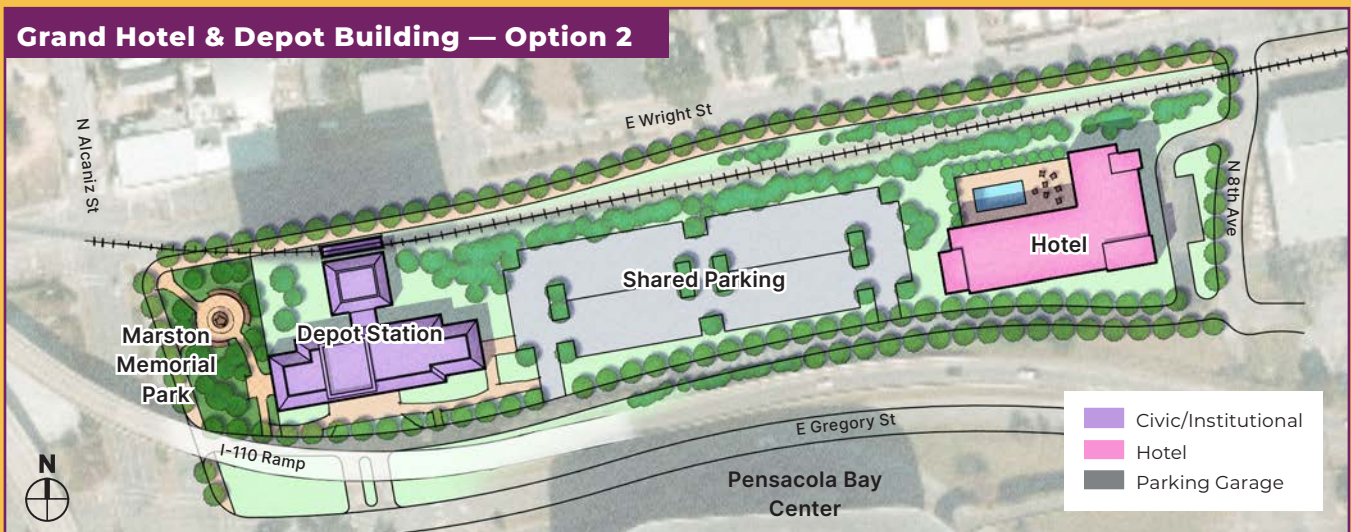 Grand Hotel & Depot Building — Option 2
N Alcaniz St
E Wright St
N 8th Ave
Hotel
Shared Parking
Depot Station
Marston
Memorial
Park
I-110 Ramp
E Gregory St
Pensacola Bay
Center
N
Civic/Institutional
Hotel
Parking Garage